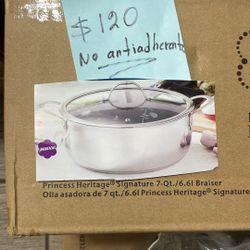 $120
No antiadherente
Princess Heritage® Signature 7-Qt./6.6l Braiser
Olla asadora de 7 qt./6.6l Princess Heritage® Signature